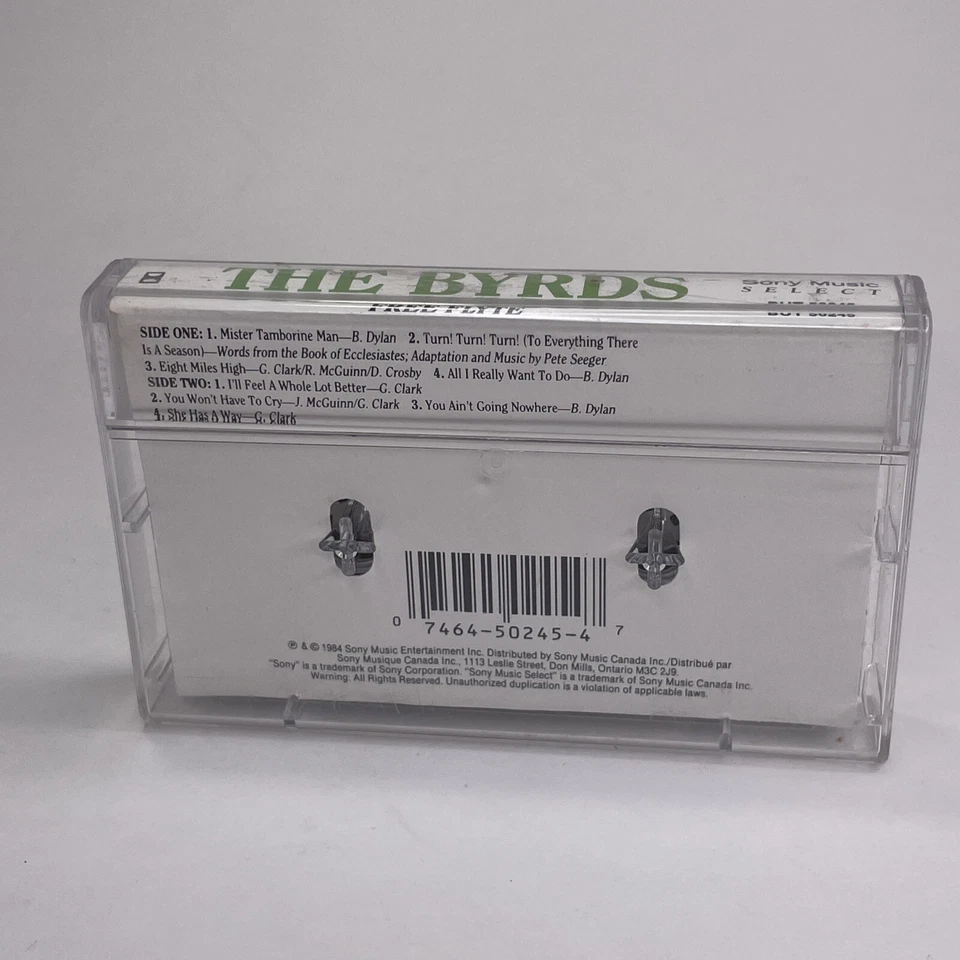 THE BYRDS
Sony Music
SELECT
FREE FLYTE
BUT 50245
SIDE ONE: 1. Mister Tamborine Man—B. Dylan 2. Turn! Turn! Turn! (To Everything There
Is A Season)—Words from the Book of Ecclesiastes; Adaptation and Music by Pete Seeger
3. Eight Miles High—G. Clark/R. McGuinn/D. Crosby 4. All I Really Want To Do—B. Dylan
SIDE TWO: 1. I'll Feel A Whole Lot Better—G. Clark
2. You Won't Have To Cry—J. McGuinn/G. Clark 3. You Ain't Going Nowhere—B. Dylan
4. She Has A Way—G. Clark
0 7464-50245-4 7
℗ & © 1984 Sony Music Entertainment Inc. Distributed by Sony Music Canada Inc./Distribué par
Sony Musique Canada Inc., 1113 Leslie Street, Don Mills, Ontario M3C 2J9.
"Sony" is a trademark of Sony Corporation. "Sony Music Select" is a trademark of Sony Music Canada Inc.
Warning: All Rights Reserved. Unauthorized duplication is a violation of applicable laws.